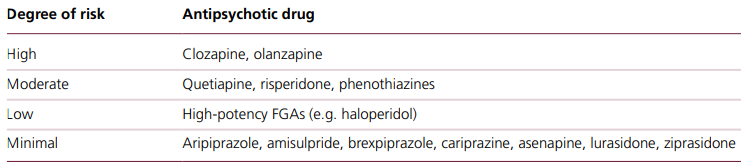 Degree of risk Antipsychotic drug
High Clozapine, olanzapine
Moderate Quetiapine, risperidone, phenothiazines
Low High-potency FGAs (e.g. haloperidol)
Minimal Aripiprazole, amisulpride, brexpiprazole, cariprazine, asenapine, lurasidone, ziprasidone